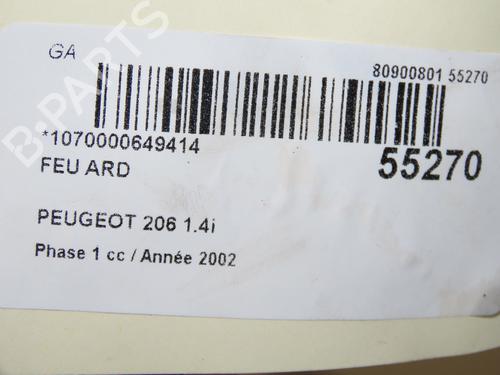 GA
80900801 55270
*1070000649414
55270
FEU ARD
PEUGEOT 206 1.4i
Phase 1 cc / Année 2002
B-PARTS